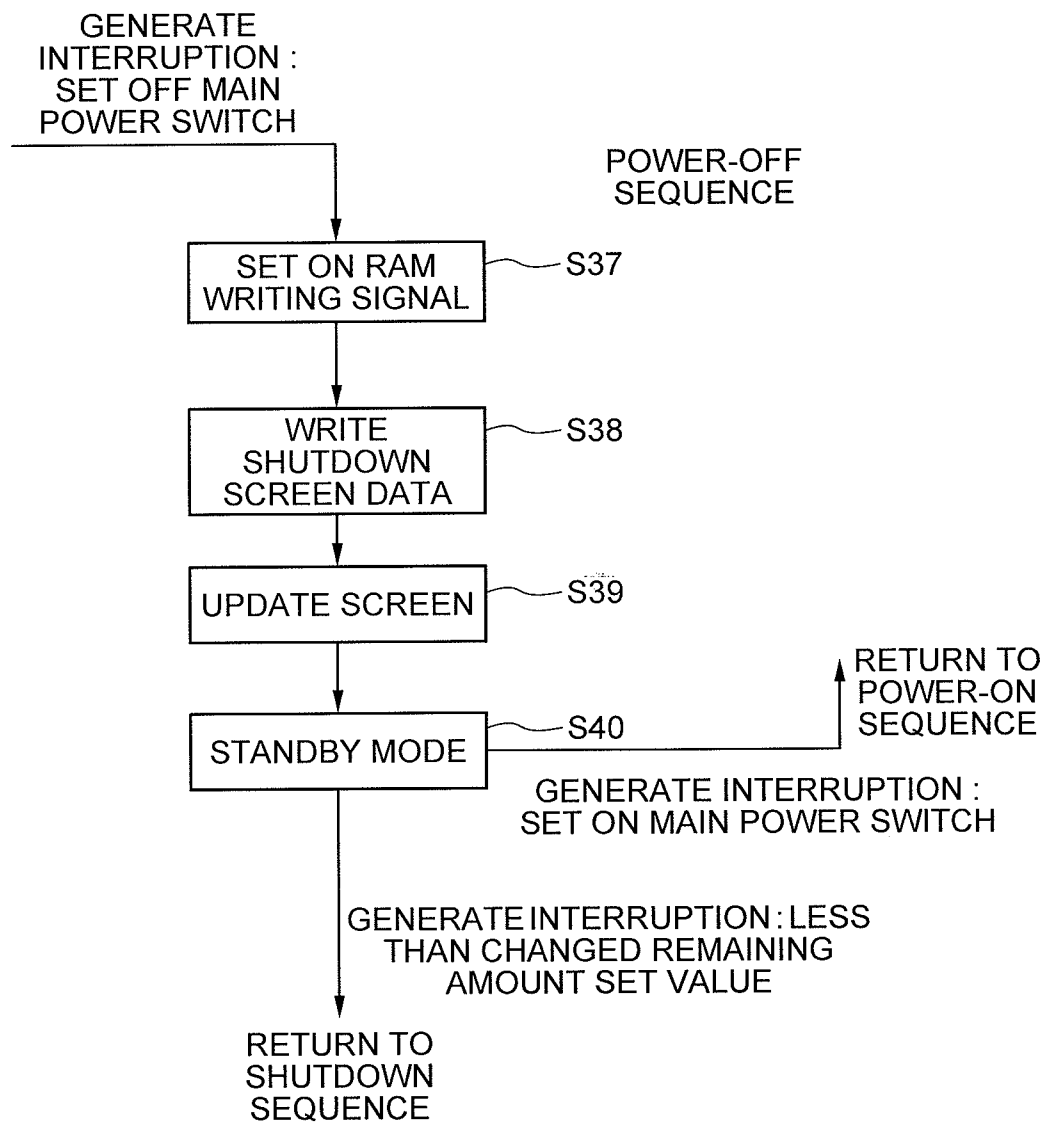 GENERATE
INTERRUPTION :
SET OFF MAIN
POWER SWITCH
POWER-OFF
SEQUENCE
SET ON RAM
WRITING SIGNAL
S37
WRITE
SHUTDOWN
SCREEN DATA
S38
UPDATE SCREEN
S39
STANDBY MODE
S40
RETURN TO
POWER-ON
SEQUENCE
GENERATE INTERRUPTION :
SET ON MAIN POWER SWITCH
GENERATE INTERRUPTION : LESS
THAN CHANGED REMAINING
AMOUNT SET VALUE
RETURN TO
SHUTDOWN
SEQUENCE